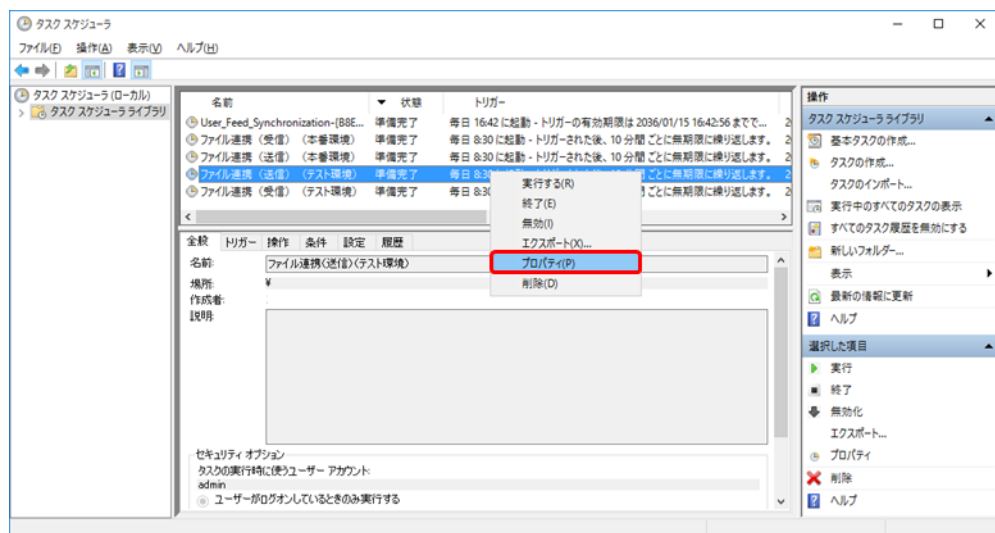 タスク スケジューラ
ファイル(F) 操作(A) 表示(V) ヘルプ(H)
タスク スケジューラ (ローカル)
タスク スケジューラ ライブラリ
名前 状態 トリガー
User_Feed_Synchronization-{B8E... 準備完了 毎日 16:42 に起動 - トリガーの有効期限は 2036/01/15 16:42:56 までで... 2
ファイル連携（受信）（本番環境） 準備完了 毎日 8:30 に起動 - トリガーされた後、10 分間 ごとに無期限に繰り返します。 2
ファイル連携（送信）（本番環境） 準備完了 毎日 8:30 に起動 - トリガーされた後、10 分間 ごとに無期限に繰り返します。 2
ファイル連携（送信）（テスト環境） 準備完了 毎日 8:30 ごとに無期限に繰り返します。 2
ファイル連携（受信）（テスト環境） 準備完了 毎日 8:30 ごとに無期限に繰り返します。 2
実行する(R)
終了(E)
無効(I)
エクスポート(X)...
プロパティ(P)
削除(D)
全般 トリガー 操作 条件 設定 履歴
名前: ファイル連携(送信)(テスト環境)
場所: ¥
作成者:
説明:
セキュリティ オプション
タスクの実行時に使うユーザー アカウント:
admin
ユーザーがログオンしているときのみ実行する
操作
タスク スケジューラ ライブラリ
基本タスクの作成...
タスクの作成...
タスクのインポート...
実行中のすべてのタスクの表示
すべてのタスク履歴を無効にする
新しいフォルダー...
表示
最新の情報に更新
ヘルプ
選択した項目
実行
終了
無効化
エクスポート...
プロパティ
削除
ヘルプ